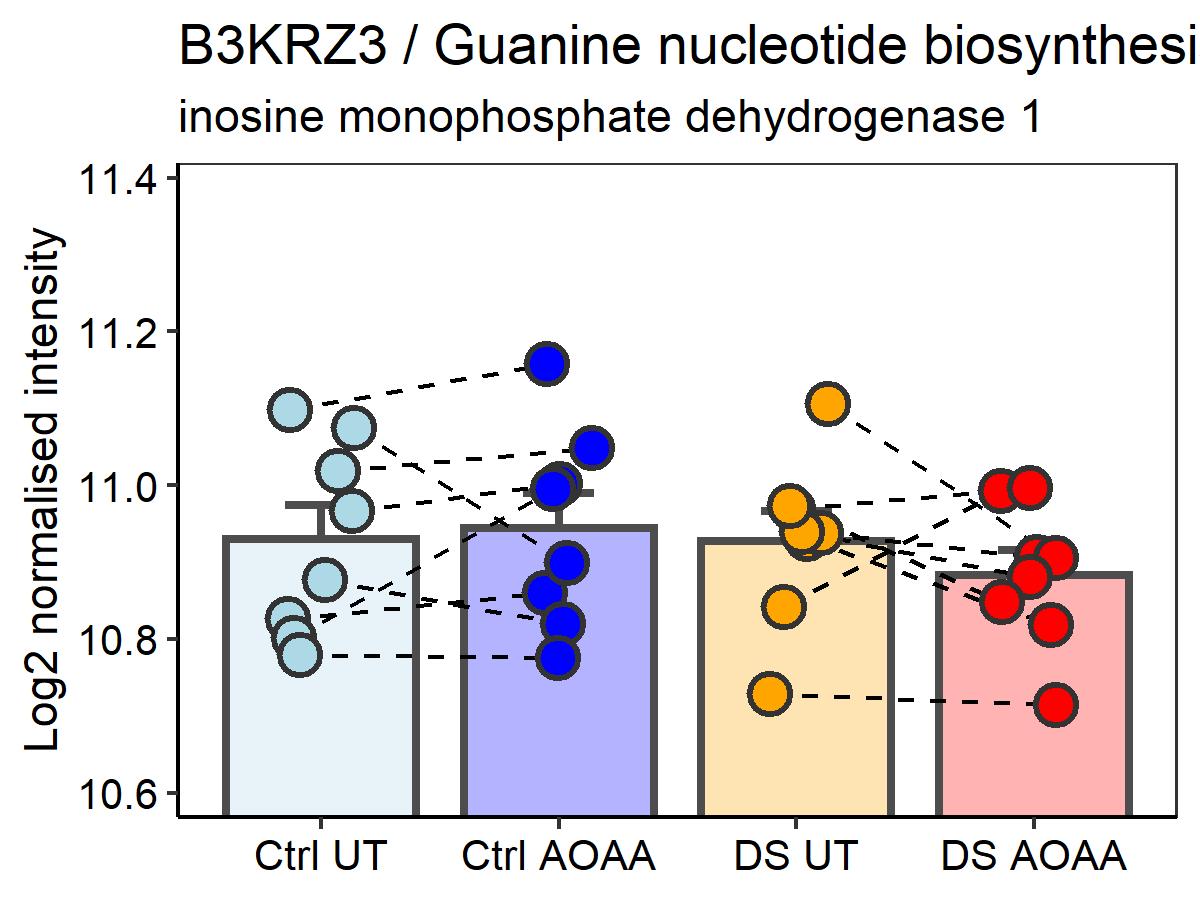 B3KRZ3 / Guanine nucleotide biosynthesi
inosine monophosphate dehydrogenase 1
Log2 normalised intensity
11.4
11.2
11.0
10.8
10.6
Ctrl UT
Ctrl AOAA
DS UT
DS AOAA